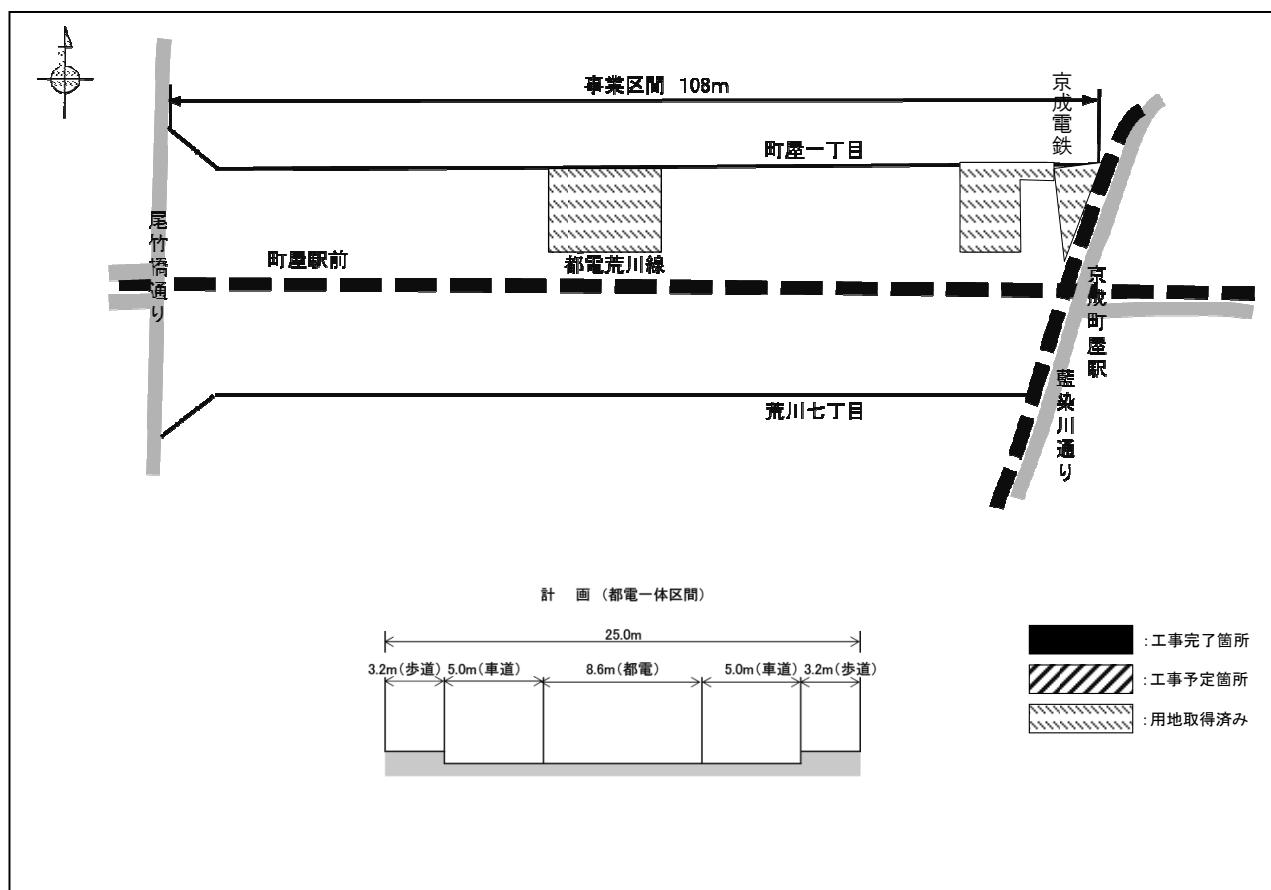 事業区間 108m
京成電鉄
町屋一丁目
尾竹橋通り
町屋駅前
都電荒川線
京成町屋駅
藍染川通り
荒川七丁目
計 画 (都電一体区間)
25.0m
3.2m(歩道) 5.0m(車道) 8.6m(都電) 5.0m(車道) 3.2m(歩道)
:工事完了箇所
:工事予定箇所
:用地取得済み